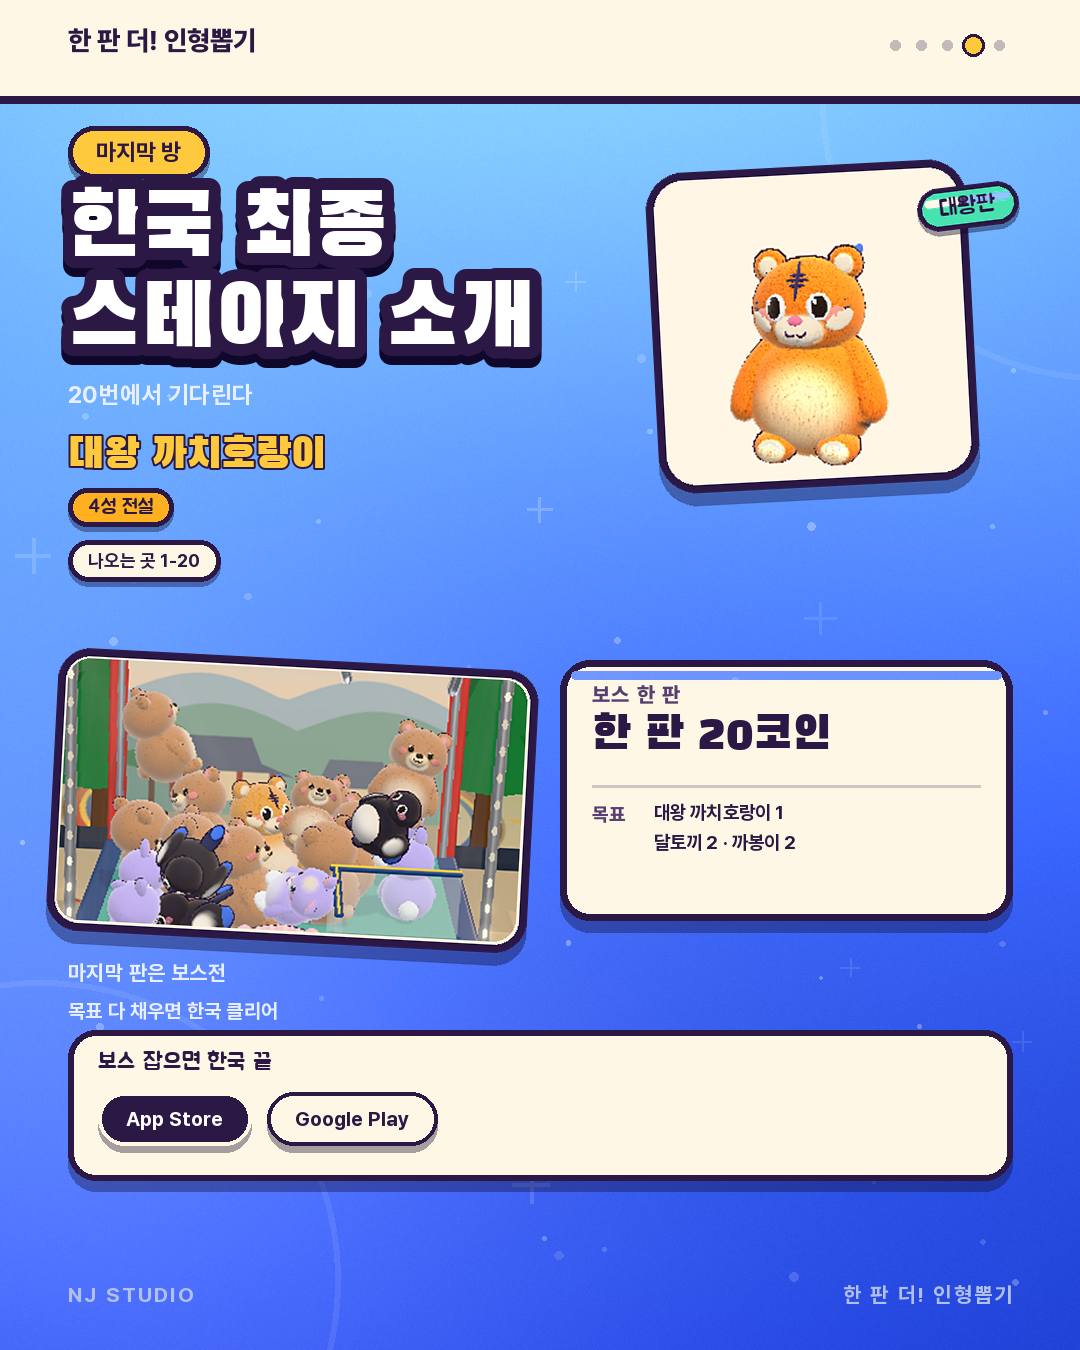 한 판 더! 인형뽑기
마지막 방
한국 최종
스테이지 소개
20번에서 기다린다
대왕 까치호랑이
4성 전설
나오는 곳 1-20
대왕판
보스 한 판
한 판 20코인
목표 대왕 까치호랑이 1
달토끼 2 · 까봉이 2
마지막 판은 보스전
목표 다 채우면 한국 클리어
보스 잡으면 한국 끝
App Store
Google Play
NJ STUDIO
한 판 더! 인형뽑기